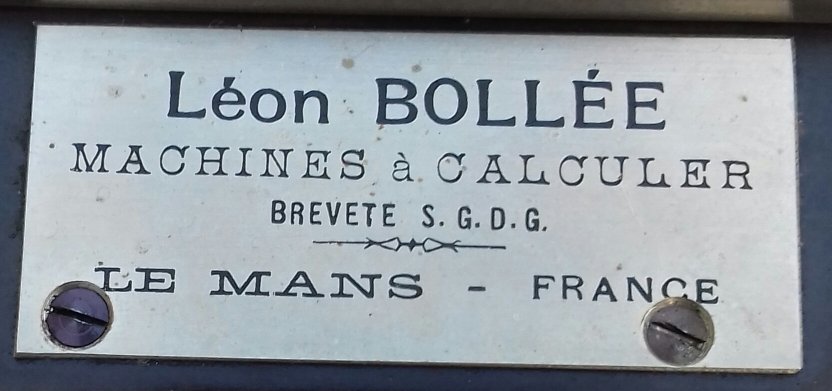 Léon BOLLÉE
MACHINES à CALCULER
BREVETE S.G.D.G.
LE MANS - FRANCE